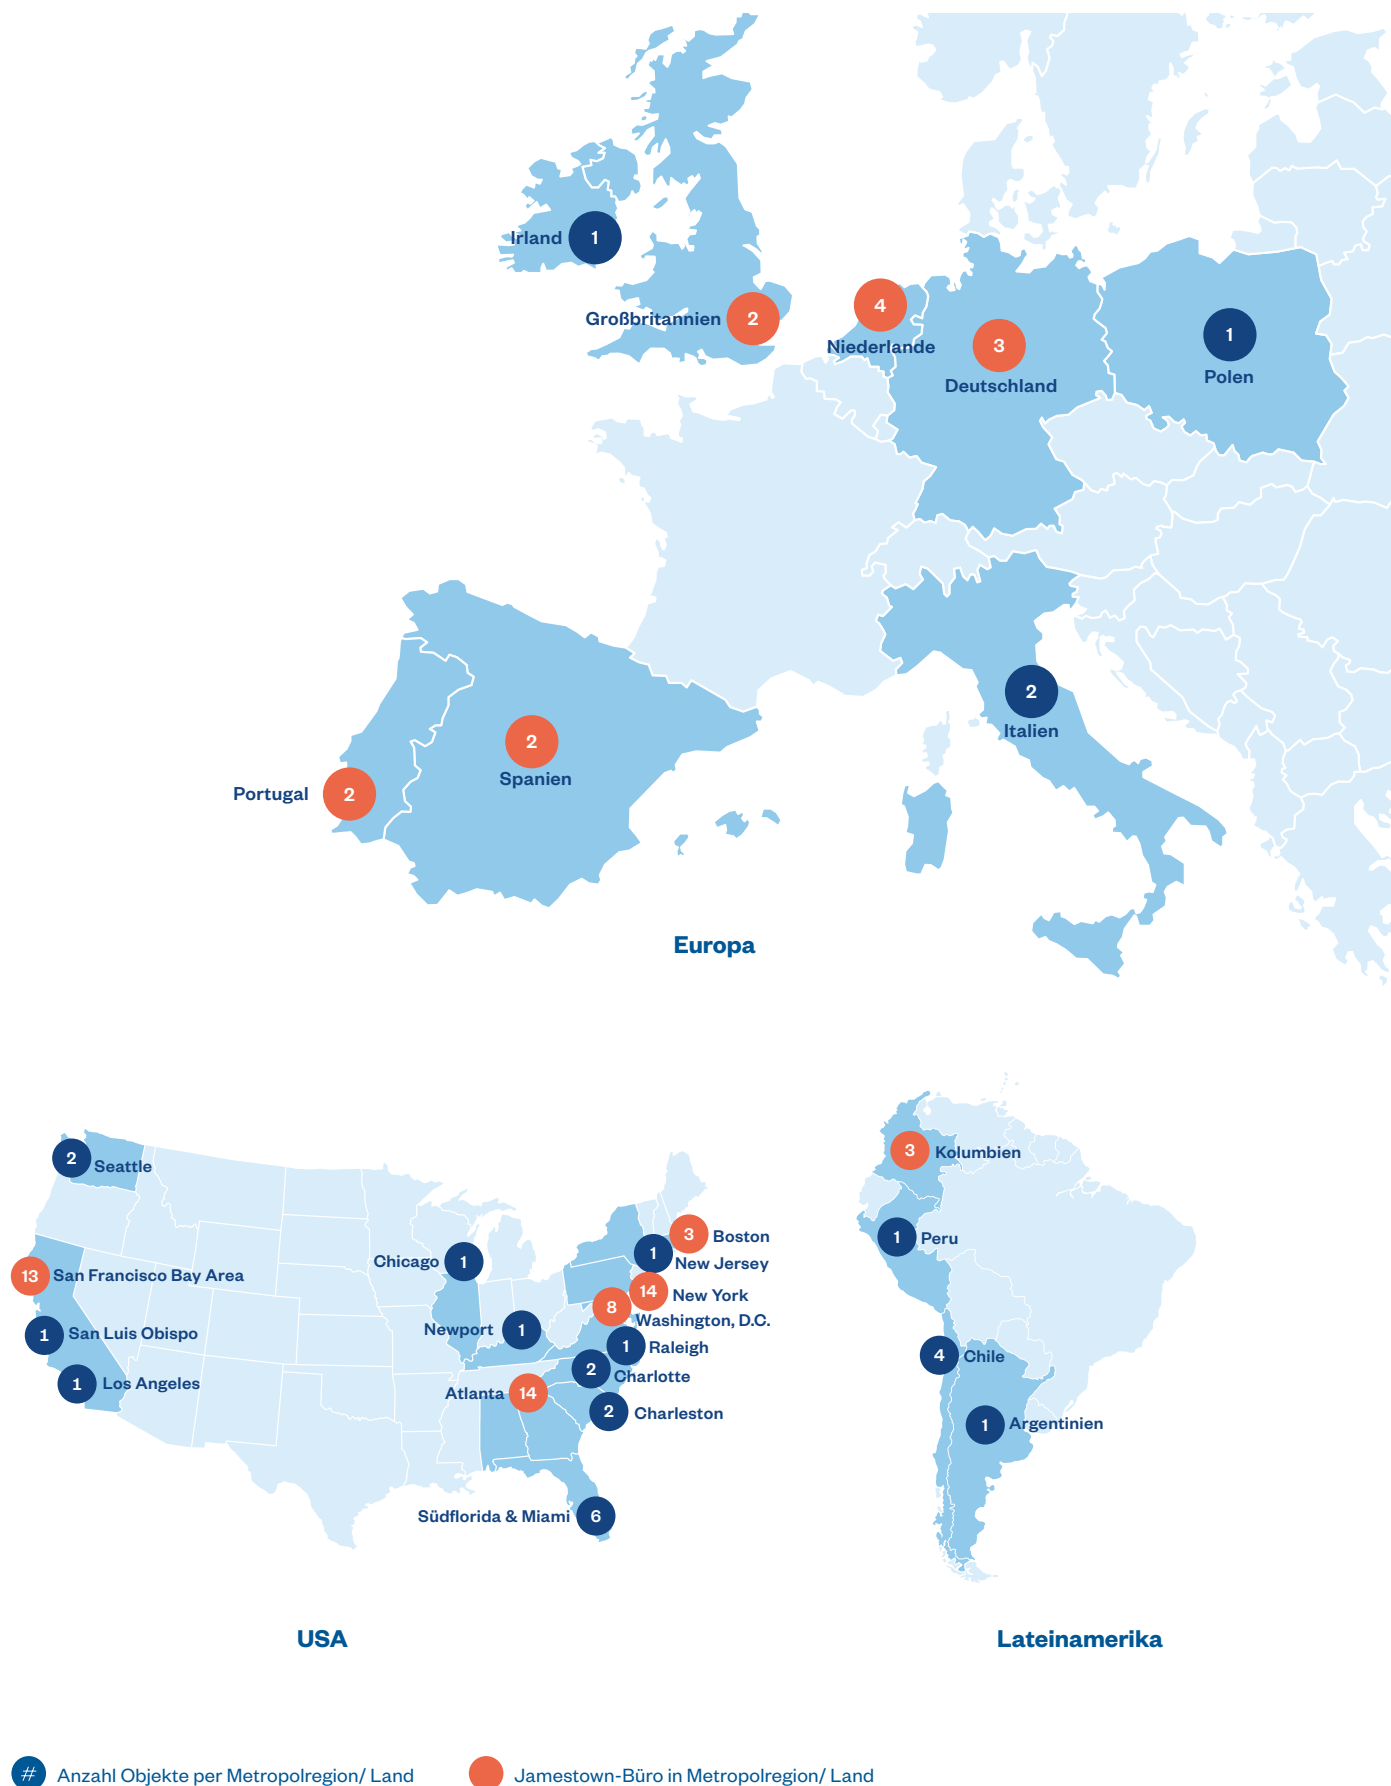 Irland 1
Großbritannien 2
4
Niederlande
3
Deutschland
1
Polen
2
Italien
2
Spanien
Portugal 2
Europa
2 Seattle
13 San Francisco Bay Area
1 San Luis Obispo
1 Los Angeles
Chicago 1
Newport 1
Atlanta 14
Südflorida & Miami 6
3 Boston
1 New Jersey
14 New York
8 Washington, D.C.
1 Raleigh
2 Charlotte
2 Charleston
USA
3 Kolumbien
1 Peru
4 Chile
1 Argentinien
Lateinamerika
# Anzahl Objekte per Metropolregion/ Land
Jamestown-Büro in Metropolregion/ Land